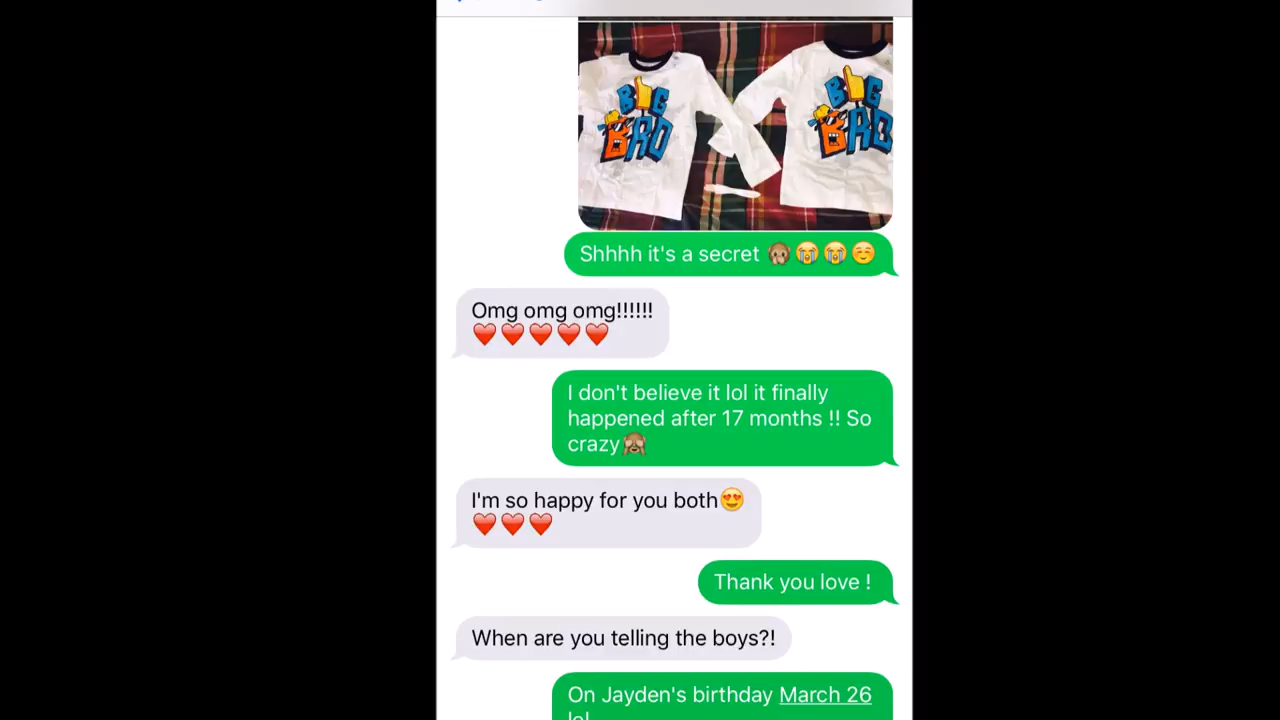 BIG BRO
BIG BRO
Shhhh it's a secret 🙊😭😭☺️
Omg omg omg!!!!!!
❤️❤️❤️❤️❤️
I don't believe it lol it finally
happened after 17 months !! So
crazy🙈
I'm so happy for you both😍
❤️❤️❤️
Thank you love !
When are you telling the boys?!
On Jayden's birthday March 26
lol